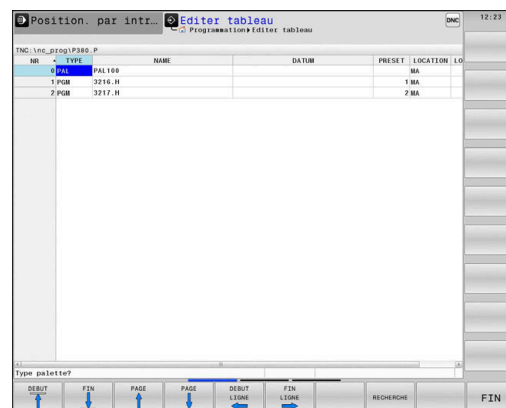 Position. par intr...
Editer tableau
Programmation▸Editer tableau
DNC
12:23
TNC:\nc_prog\P380.P
NR TYPE NAME DATUM PRESET LOCATION LO
0 PAL PAL100 MA
1 PGM 3216.H 1 MA
2 PGM 3217.H 2 MA
Type palette?
DEBUT FIN PAGE PAGE DEBUT LIGNE FIN LIGNE RECHERCHE FIN